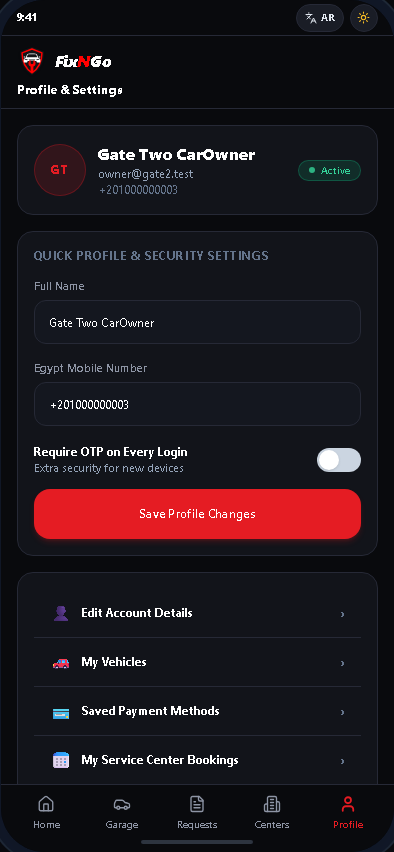 9:41
AR
FixNGo
Profile & Settings
GT
Gate Two CarOwner
owner@gate2.test
+201000000003
Active
QUICK PROFILE & SECURITY SETTINGS
Full Name
Gate Two CarOwner
Egypt Mobile Number
+201000000003
Require OTP on Every Login
Extra security for new devices
Save Profile Changes
Edit Account Details
My Vehicles
Saved Payment Methods
My Service Center Bookings
Home
Garage
Requests
Centers
Profile